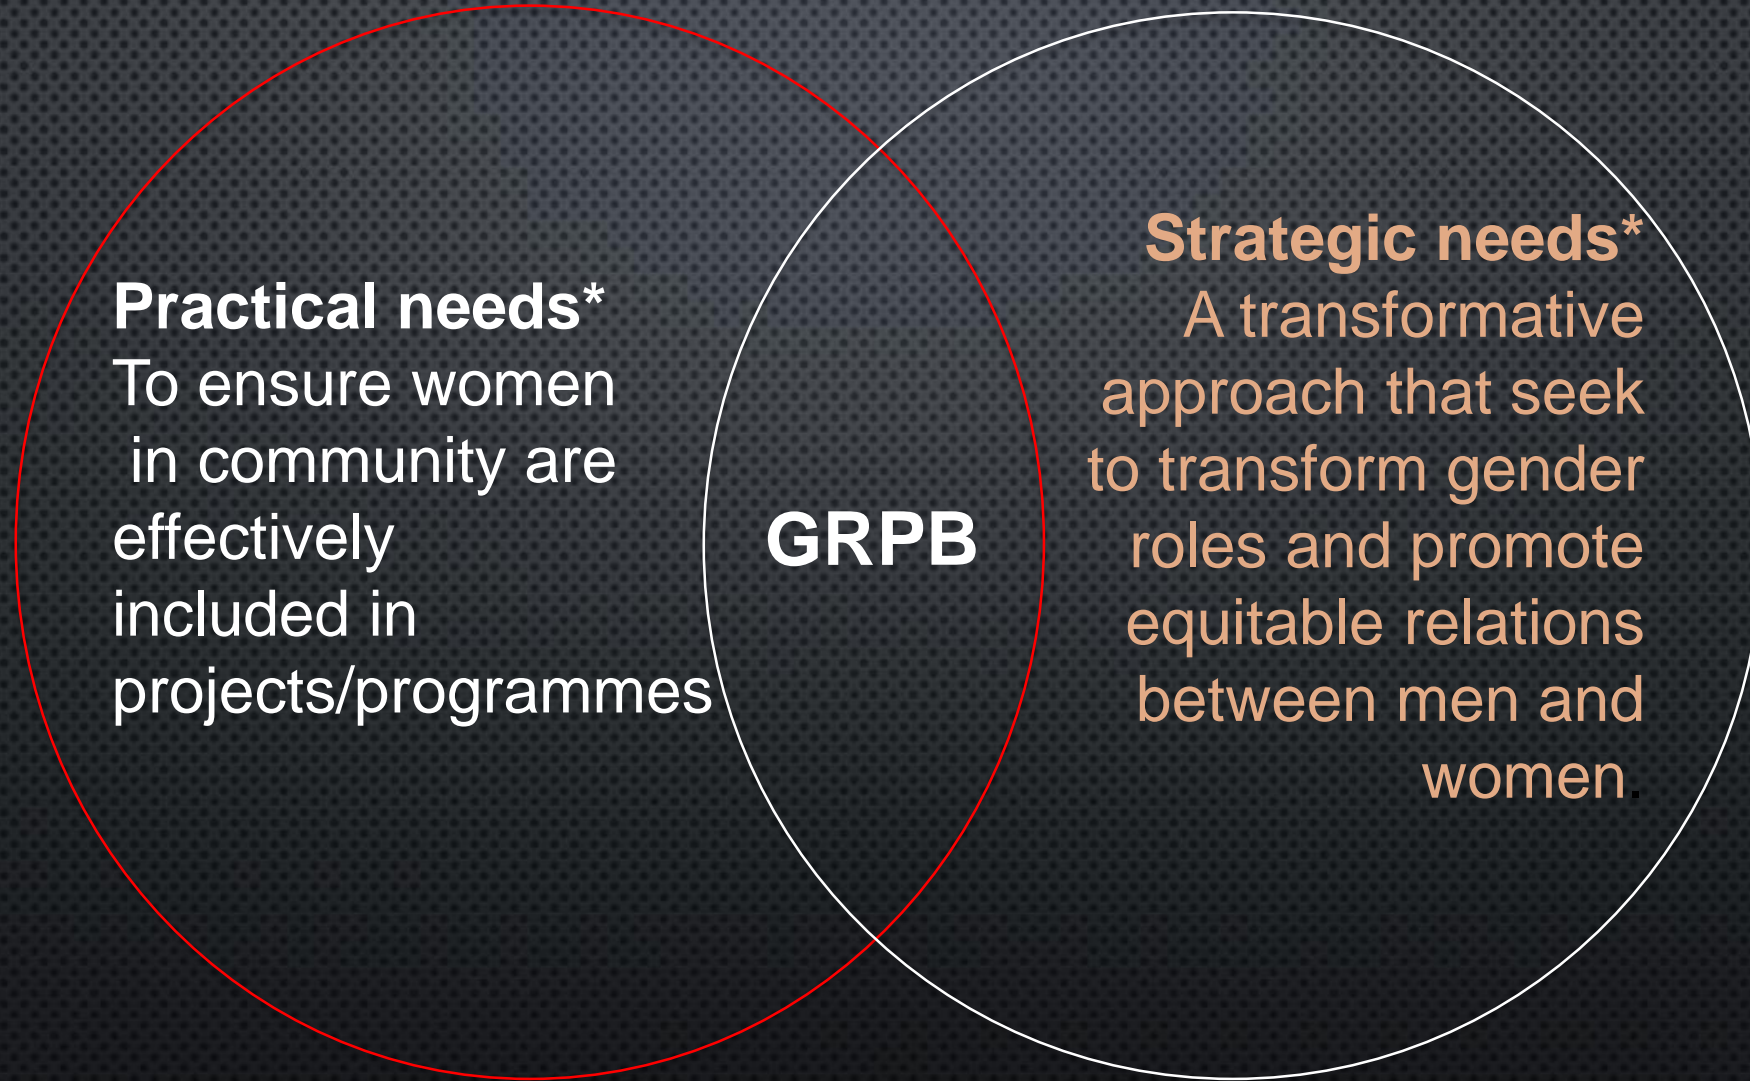 Practical needs*
To ensure women
in community are
effectively
included in
projects/programmes
GRPB
Strategic needs*
A transformative
approach that seek
to transform gender
roles and promote
equitable relations
between men and
women.